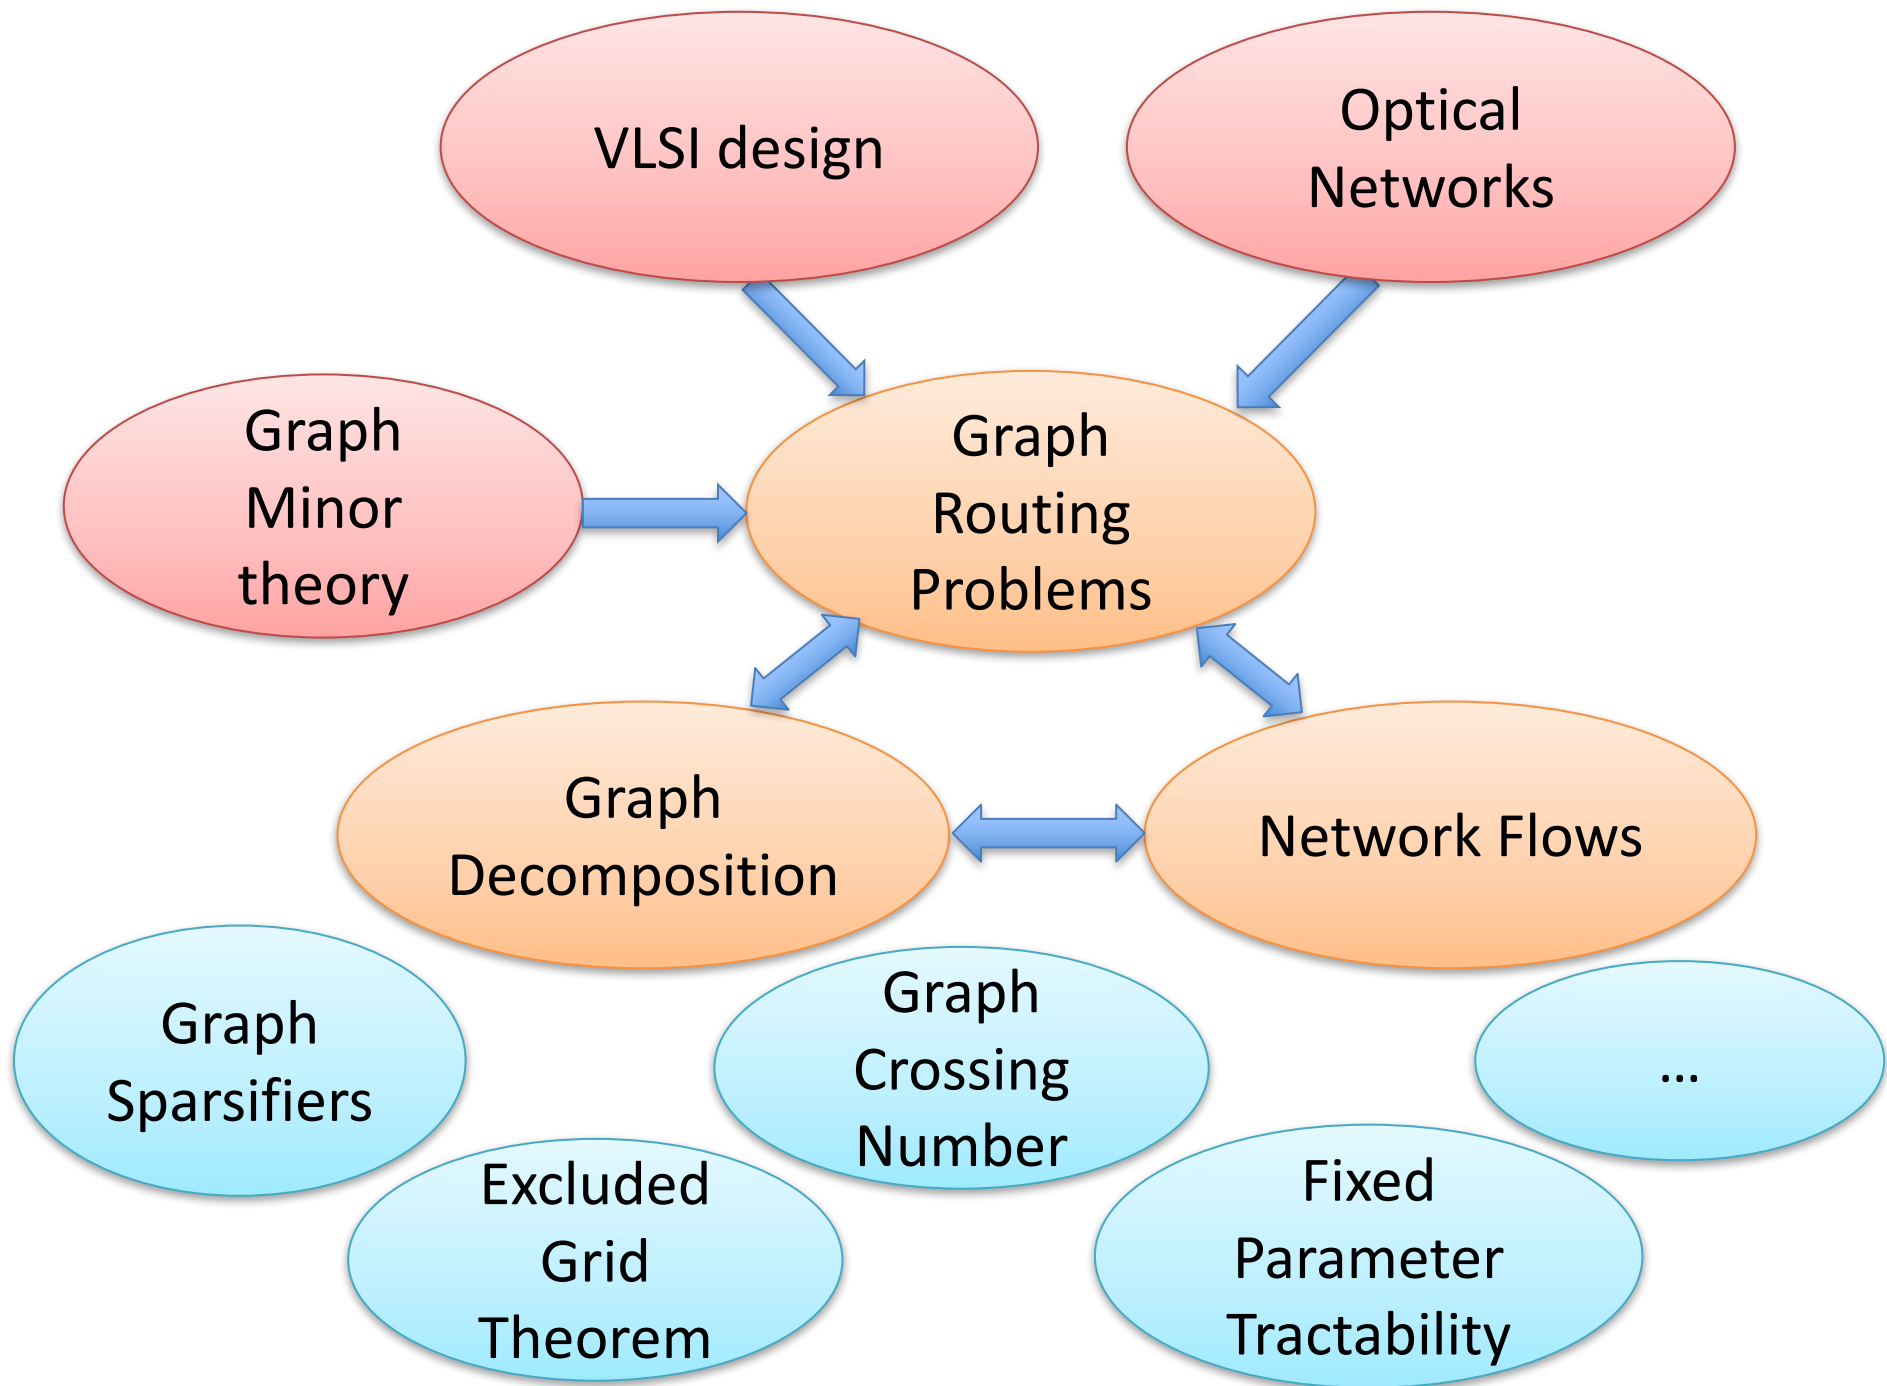 VLSI design
Optical
Networks
Graph
Minor
theory
Graph
Routing
Problems
Graph
Decomposition
Network Flows
Graph
Sparsifiers
Graph
Crossing
Number
...
Excluded
Grid
Theorem
Fixed
Parameter
Tractability